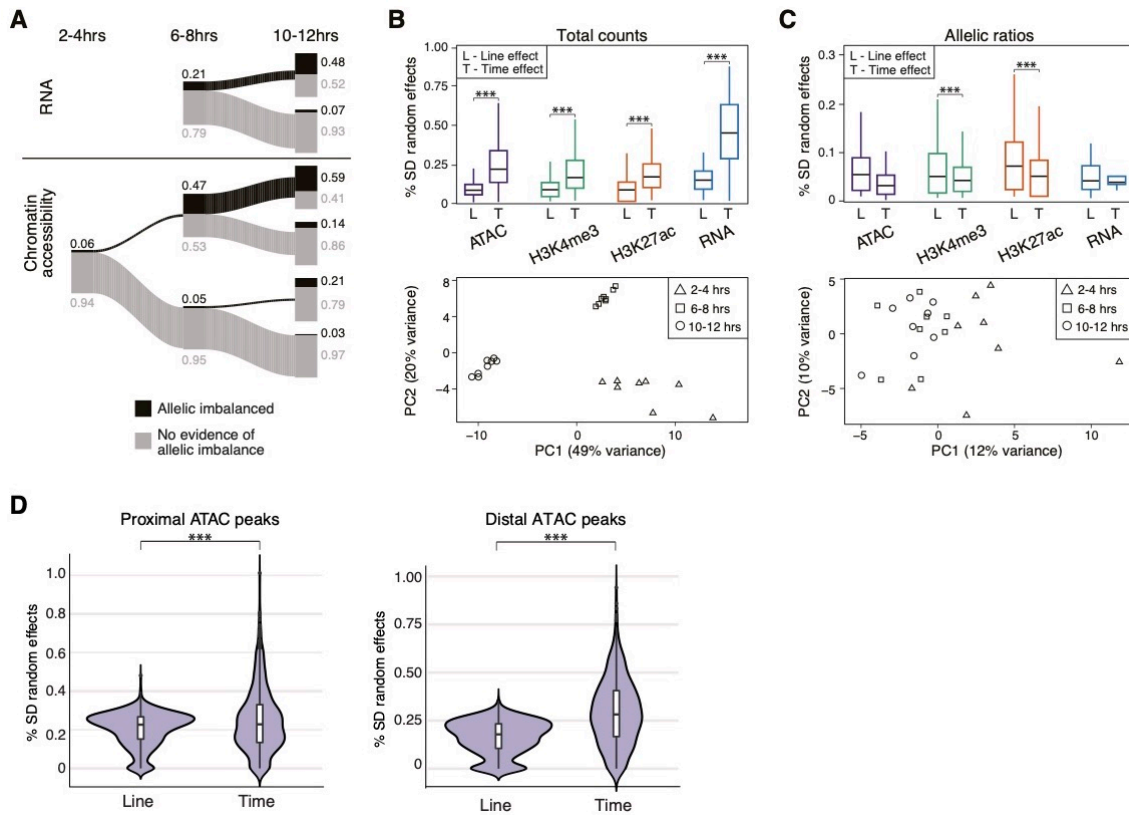 A
2-4hrs 6-8hrs 10-12hrs
RNA
0.21
0.79
0.48
0.52
0.07
0.93
Chromatin
accessibility
0.06
0.94
0.47
0.53
0.05
0.95
0.59
0.41
0.14
0.86
0.21
0.79
0.03
0.97
Allelic imbalanced
No evidence of
allelic imbalance
B
Total counts
% SD random effects
1.00
0.75
0.50
0.25
0
L - Line effect
T - Time effect
*** *** *** ***
L T L T L T L T
ATAC H3K4me3 H3K27ac RNA
PC2 (20% variance)
8
4
0
−4
2-4 hrs
6-8 hrs
10-12 hrs
−10 0 10
PC1 (49% variance)
C
Allelic ratios
% SD random effects
0.3
0.2
0.1
0
L - Line effect
T - Time effect
*** ***
L T L T L T L T
ATAC H3K4me3 H3K27ac RNA
PC2 (10% variance)
5
0
−5
2-4 hrs
6-8 hrs
10-12 hrs
−5 0 5 10
PC1 (12% variance)
D
Proximal ATAC peaks
***
% SD random effects
1.0
0.8
0.6
0.4
0.2
0
Line Time
Distal ATAC peaks
***
% SD random effects
1.00
0.75
0.50
0.25
0
Line Time